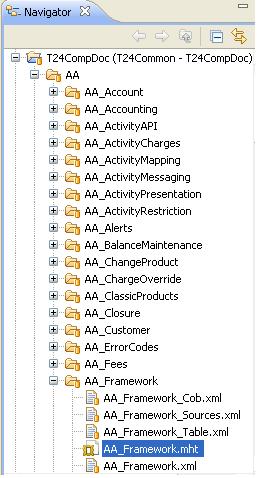 Navigator
T24CompDoc (T24Common - T24CompDoc)
AA
AA_Account
AA_Accounting
AA_ActivityAPI
AA_ActivityCharges
AA_ActivityMapping
AA_ActivityMessaging
AA_ActivityPresentation
AA_ActivityRestriction
AA_Alerts
AA_BalanceMaintenance
AA_ChangeProduct
AA_ChargeOverride
AA_ClassicProducts
AA_Closure
AA_Customer
AA_ErrorCodes
AA_Fees
AA_Framework
AA_Framework_Cob.xml
AA_Framework_Sources.xml
AA_Framework_Table.xml
AA_Framework.mht
AA_Framework.xml